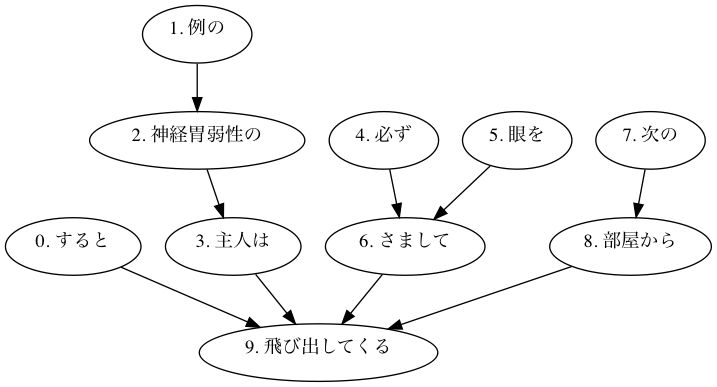 1. 例の
2. 神経胃弱性の
4. 必ず
5. 眼を
7. 次の
0. すると
3. 主人は
6. さまして
8. 部屋から
9. 飛び出してくる